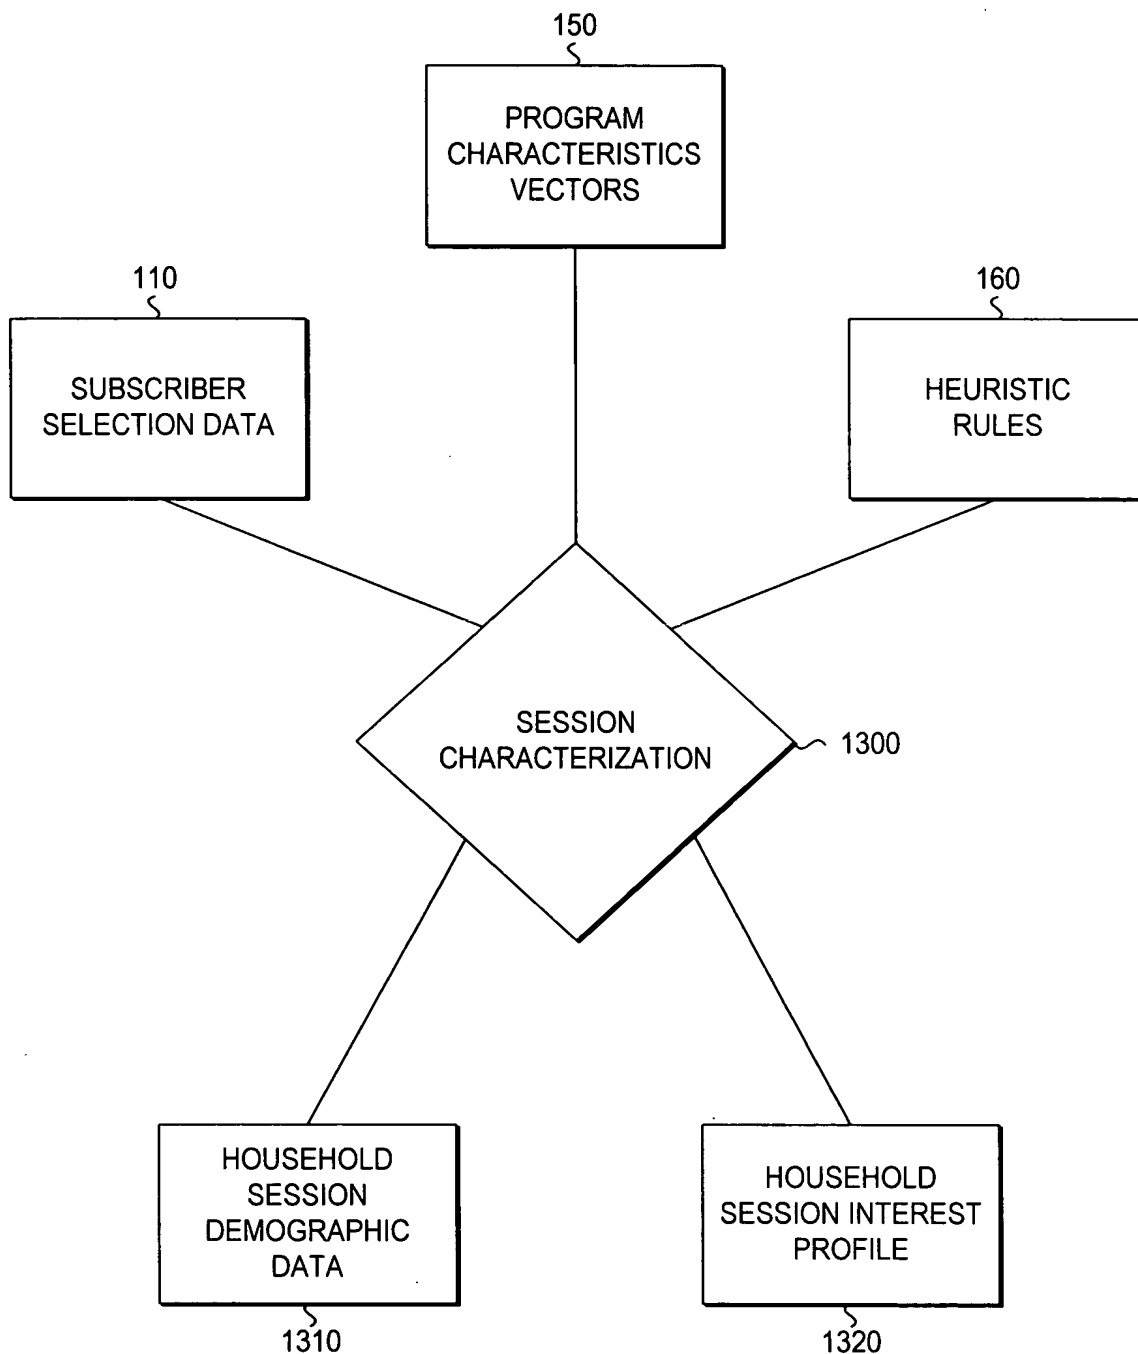 150
PROGRAM
CHARACTERISTICS
VECTORS
110
SUBSCRIBER
SELECTION DATA
160
HEURISTIC
RULES
SESSION
CHARACTERIZATION
1300
HOUSEHOLD
SESSION
DEMOGRAPHIC
DATA
1310
HOUSEHOLD
SESSION INTEREST
PROFILE
1320